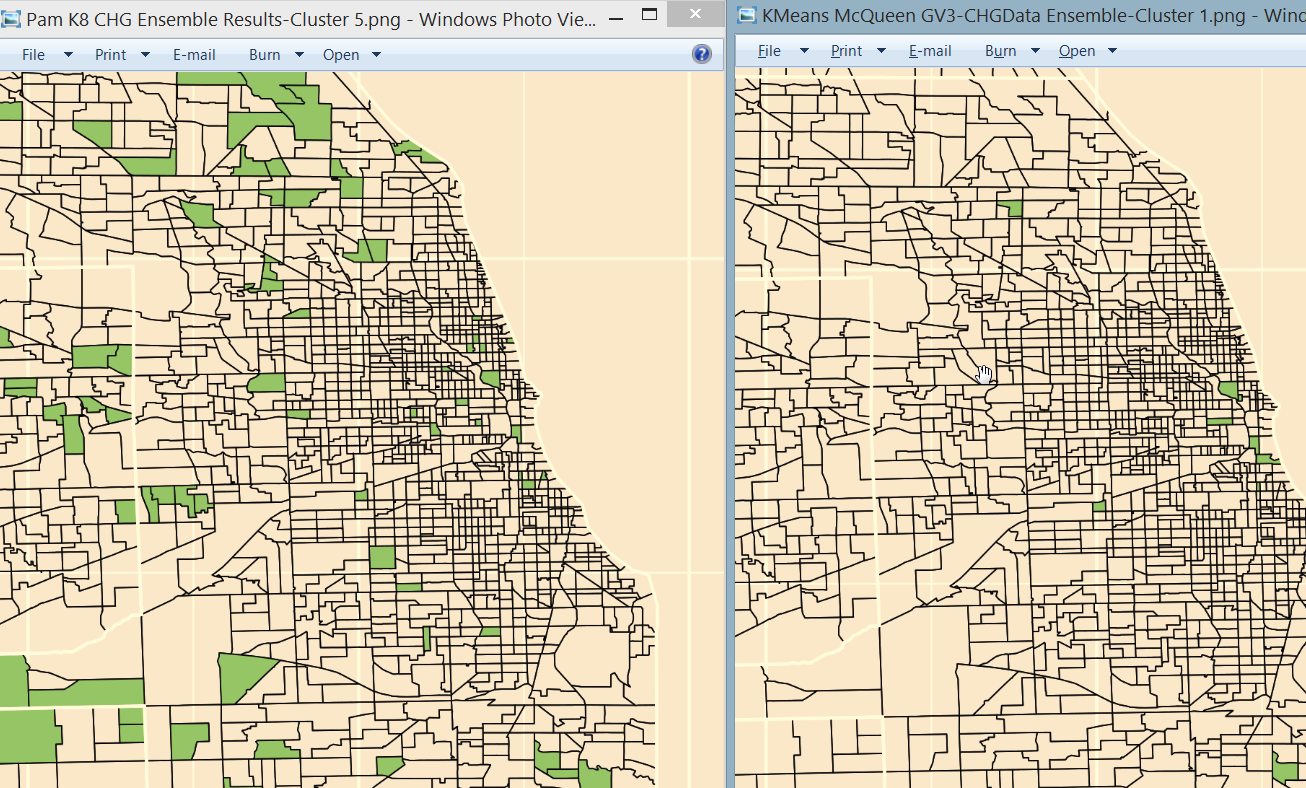 Pam K8 CHG Ensemble Results-Cluster 5.png - Windows Photo Vie...
File Print E-mail Burn Open ?
KMeans McQueen GV3-CHGData Ensemble-Cluster 1.png - Wind
File Print E-mail Burn Open